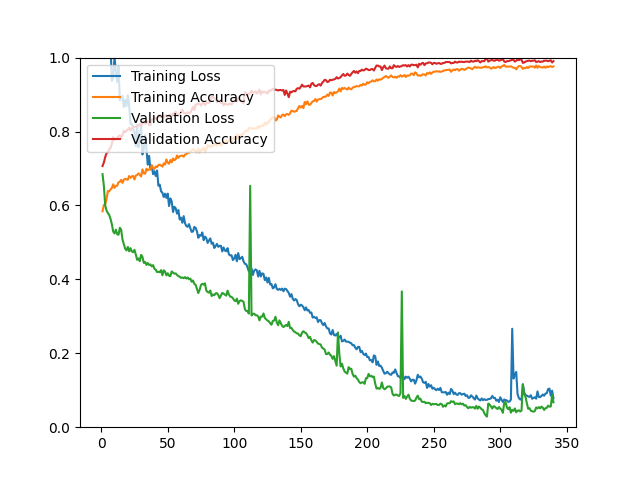 1.0
0.8
0.6
0.4
0.2
0.0
Training Loss
Training Accuracy
Validation Loss
Validation Accuracy
0 50 100 150 200 250 300 350